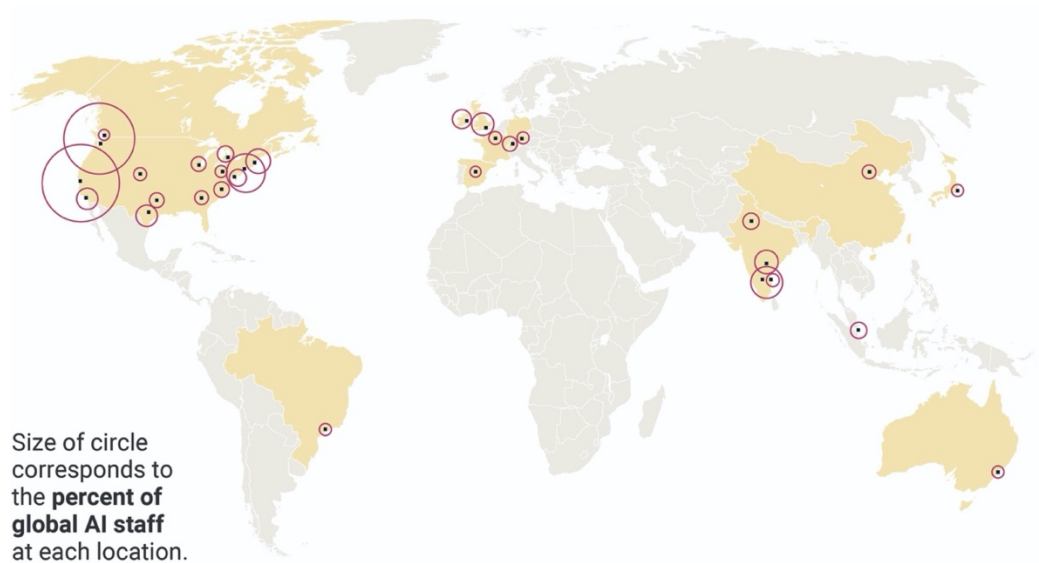 Size of circle
corresponds to
the percent of
global AI staff
at each location.